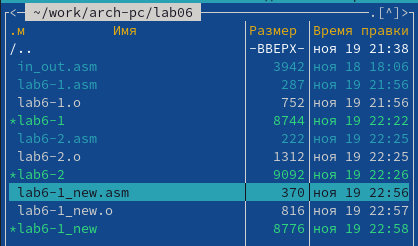 ~/work/arch-pc/lab06 .[^]>
.м Имя Размер Время правки
/.. -ВВЕРХ- ноя 19 21:38
in_out.asm 3942 ноя 18 18:06
lab6-1.asm 287 ноя 19 21:56
lab6-1.o 752 ноя 19 21:56
*lab6-1 8744 ноя 19 22:22
lab6-2.asm 222 ноя 19 22:25
lab6-2.o 1312 ноя 19 22:25
*lab6-2 9092 ноя 19 22:26
lab6-1_new.asm 370 ноя 19 22:56
lab6-1_new.o 816 ноя 19 22:57
*lab6-1_new 8776 ноя 19 22:58